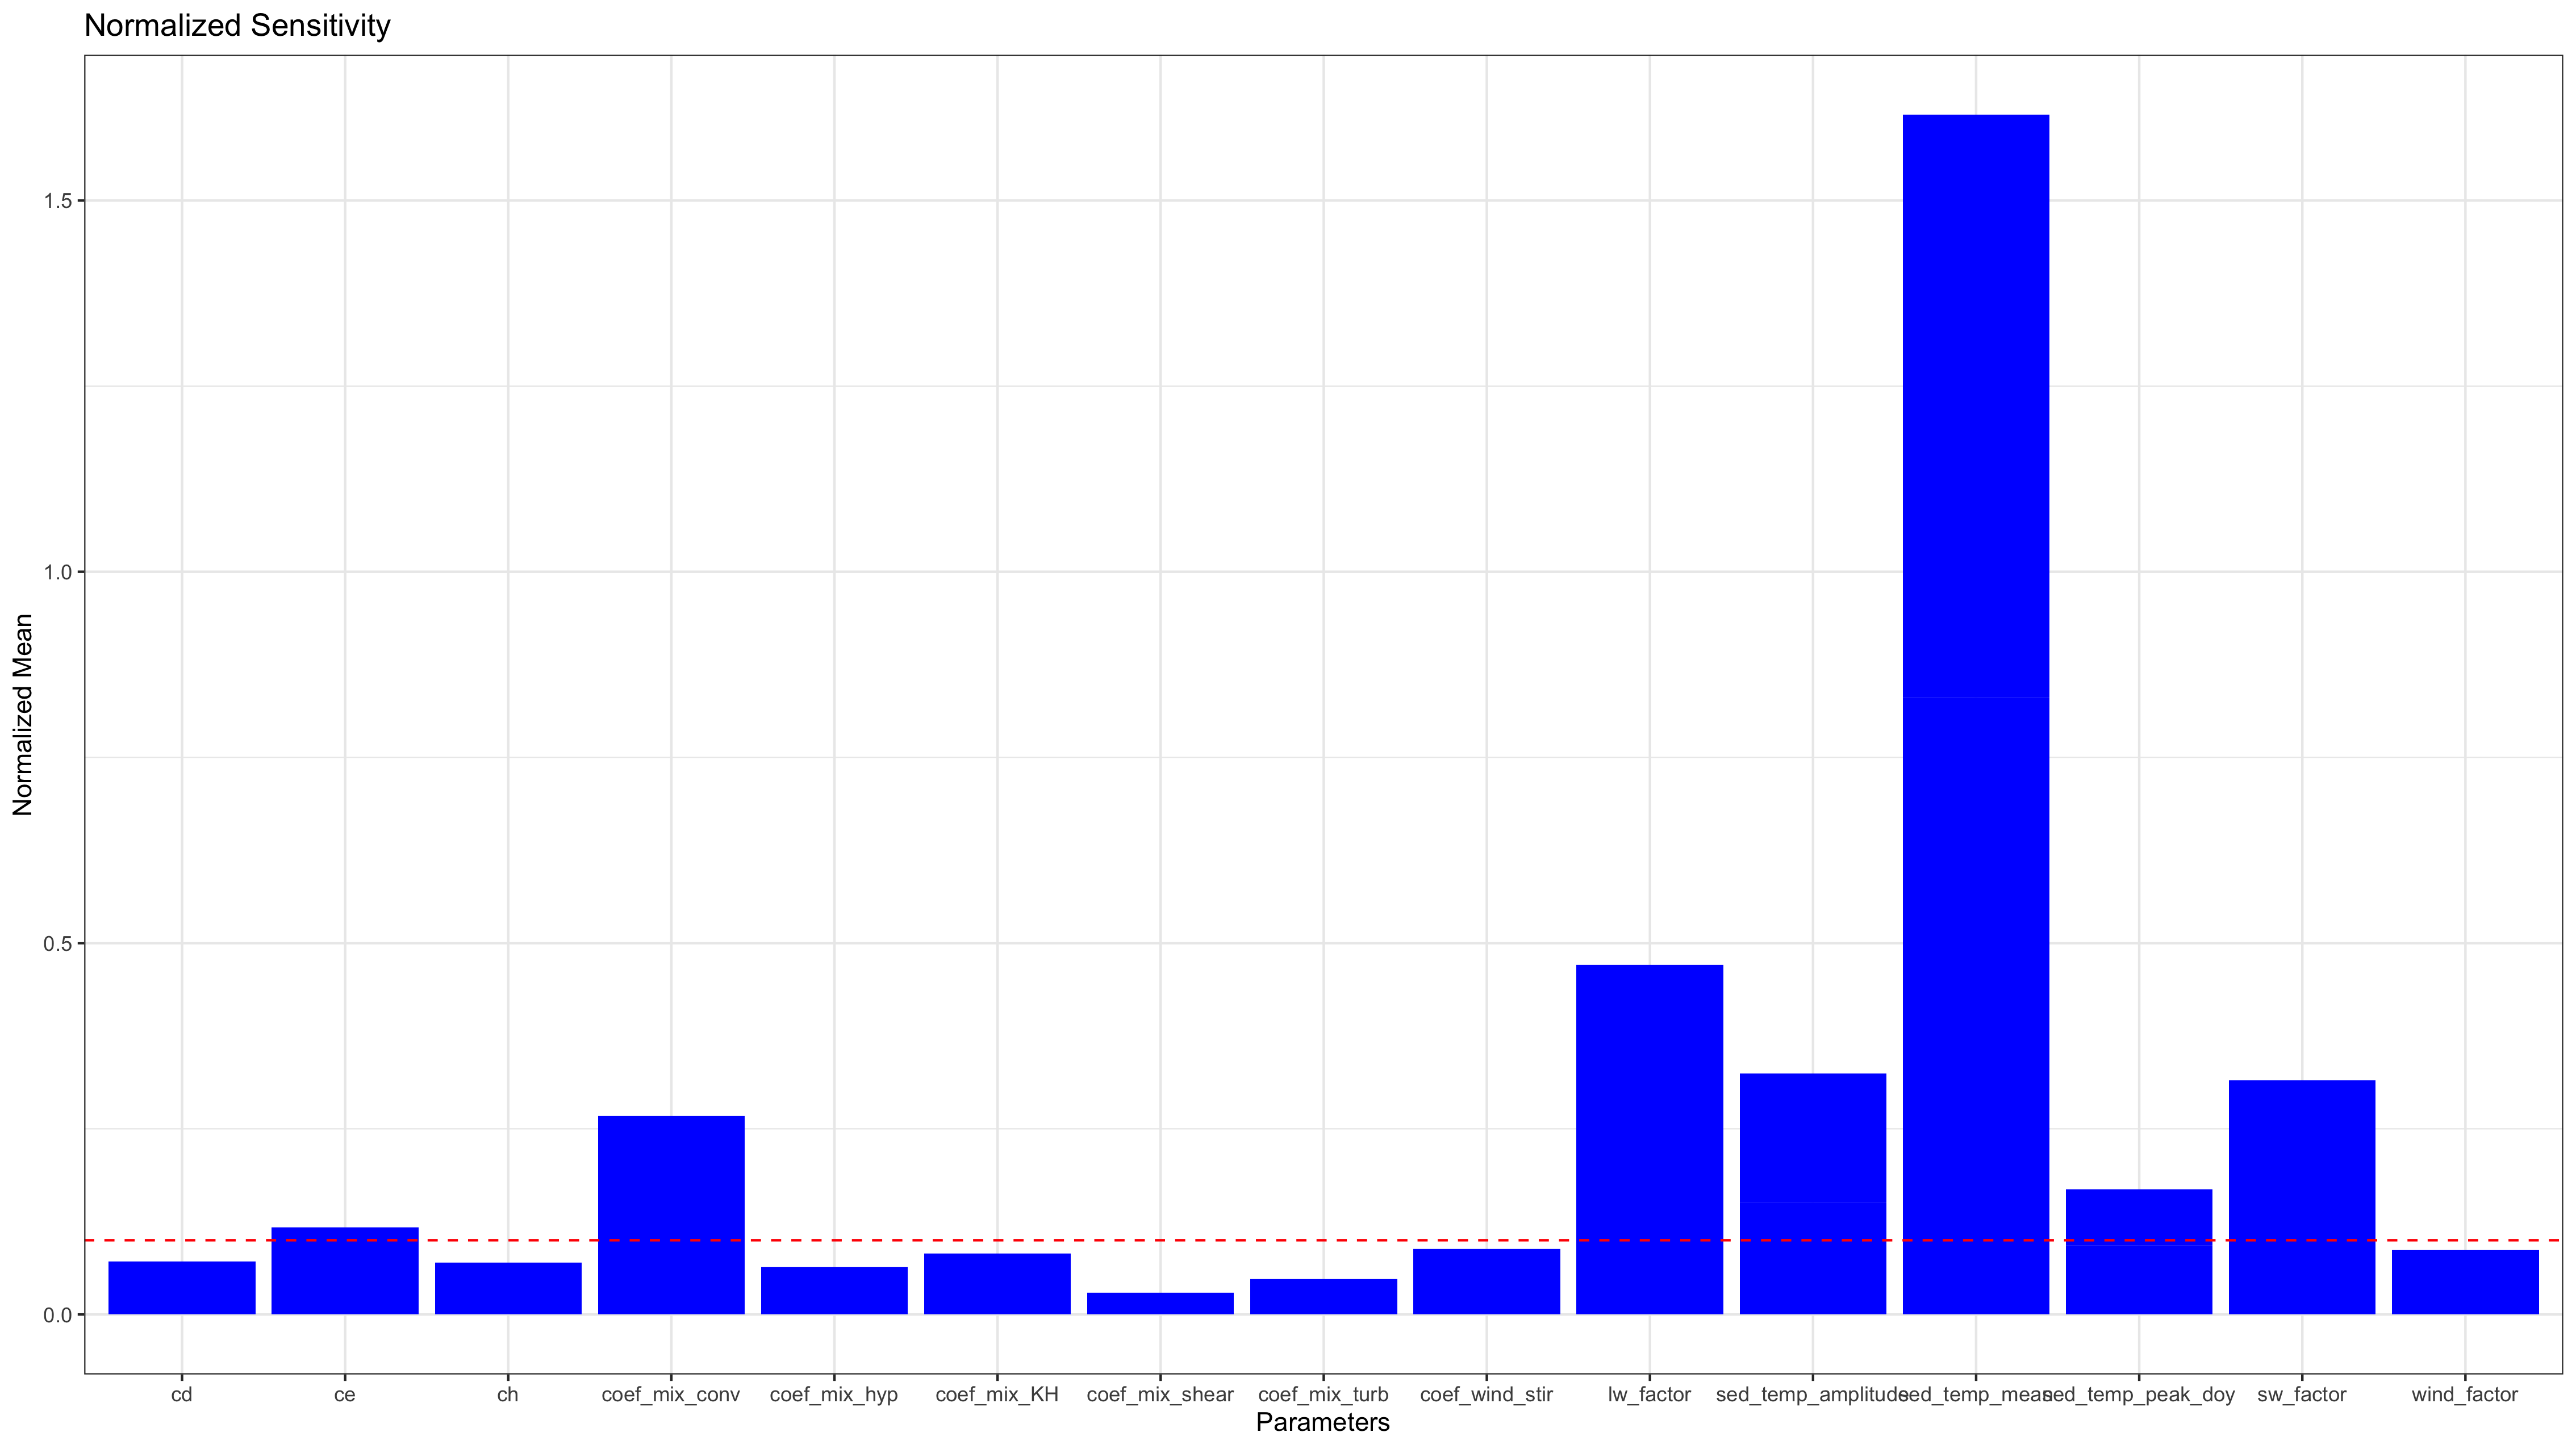 Normalized Sensitivity
Normalized Mean
1.5
1.0
0.5
0.0
cd ce ch coef_mix_conv coef_mix_hyp coef_mix_KH coef_mix_shear coef_mix_turb coef_wind_stir lw_factor sed_temp_amplitude sed_temp_mean sed_temp_peak_doy sw_factor wind_factor
Parameters